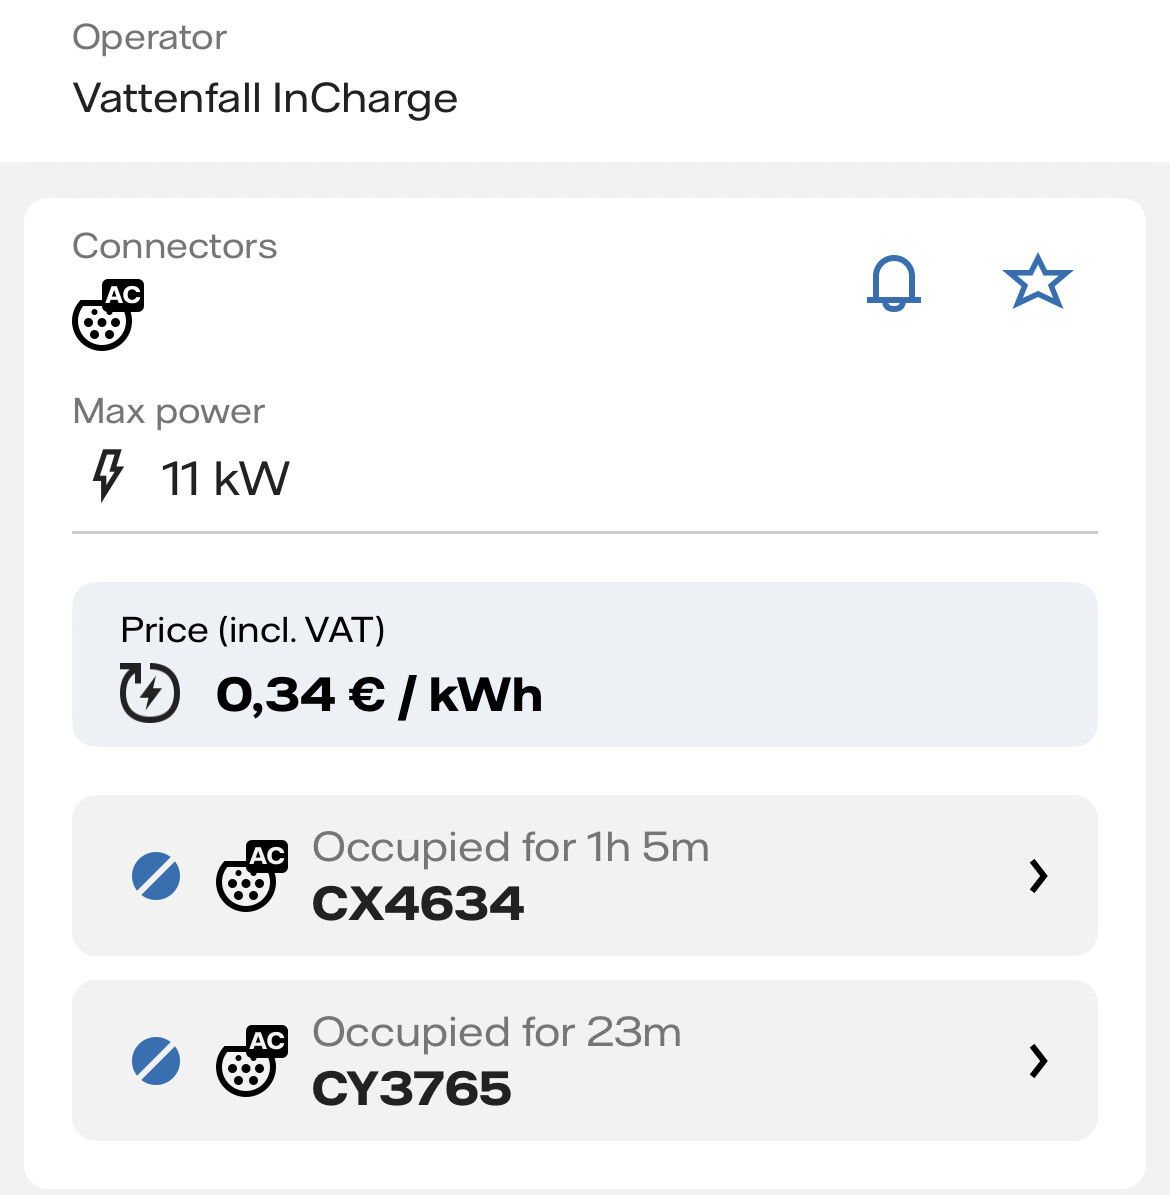 Operator
Vattenfall InCharge
Connectors
AC
Max power
11 kW
Price (incl. VAT)
0,34 € / kWh
AC
Occupied for 1h 5m
CX4634
AC
Occupied for 23m
CY3765